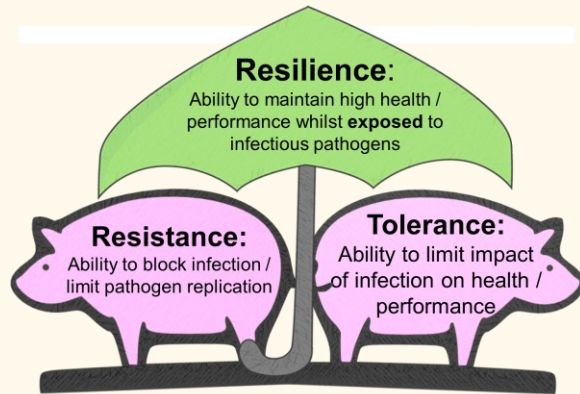 Resilience:
Ability to maintain high health /
performance whilst exposed to
infectious pathogens
Resistance:
Ability to block infection /
limit pathogen replication
Tolerance:
Ability to limit impact
of infection on health /
performance